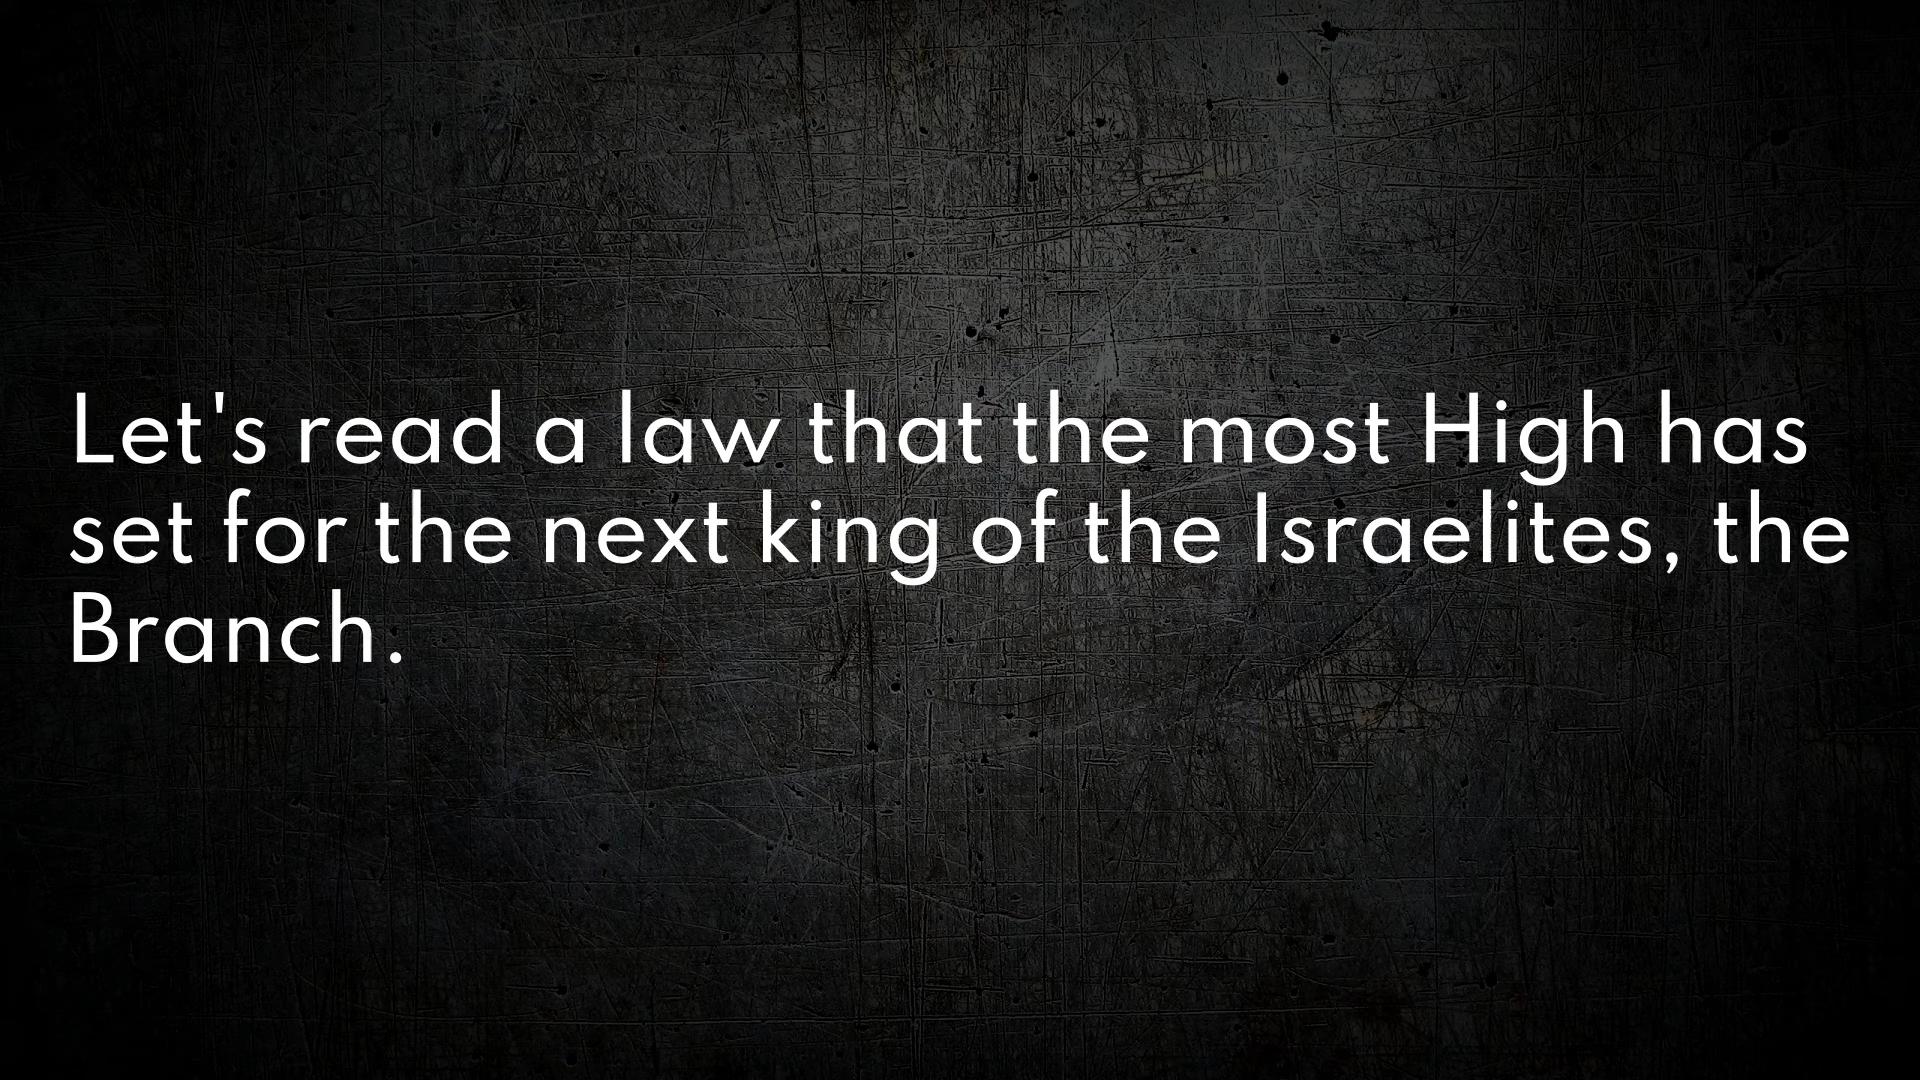 Let's read a law that the most High has
set for the next king of the Israelites, the
Branch.